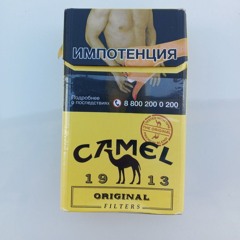 ИМПОТЕНЦИЯ
Подробнее
о последствиях
8 800 200 0 200
CAMEL
19 13
ORIGINAL
FILTERS